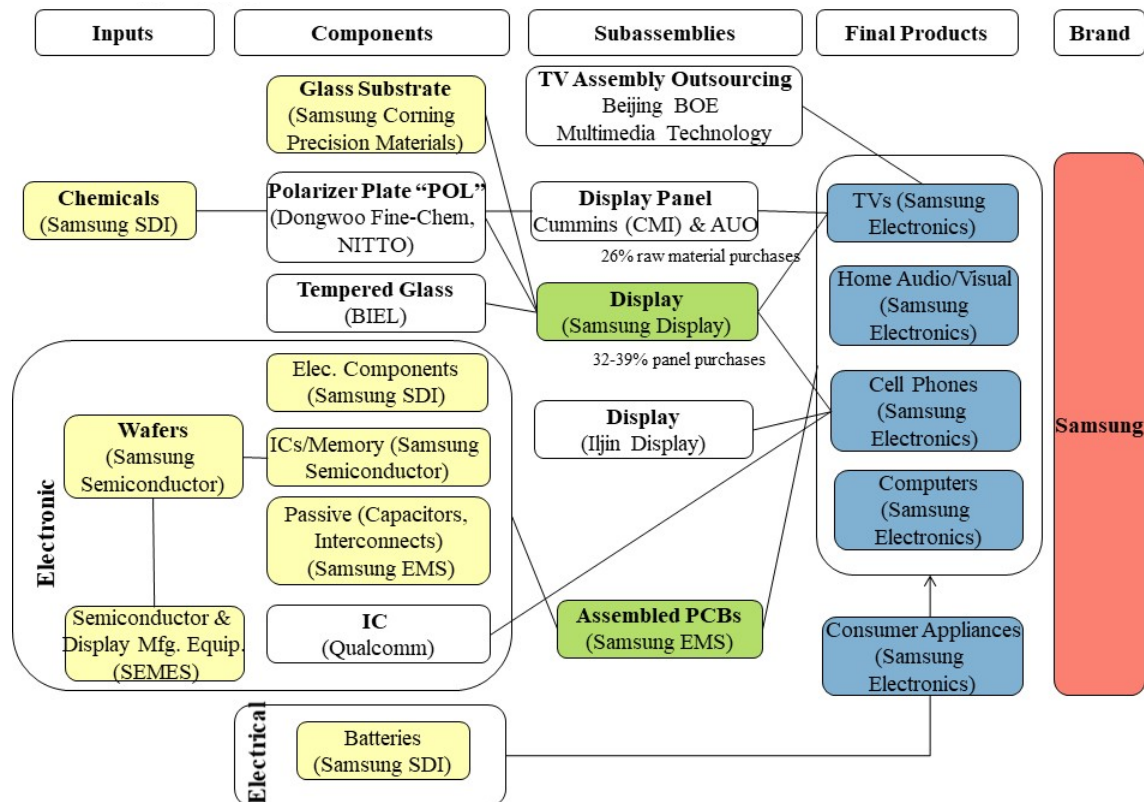 Inputs
Components
Subassemblies
Final Products
Brand
Glass Substrate
(Samsung Corning
Precision Materials)
TV Assembly Outsourcing
Beijing BOE
Multimedia Technology
Chemicals
(Samsung SDI)
Polarizer Plate “POL”
(Dongwoo Fine-Chem,
NITTO)
Display Panel
Cummins (CMI) & AUO
26% raw material purchases
TVs (Samsung
Electronics)
Tempered Glass
(BIEL)
Display
(Samsung Display)
32-39% panel purchases
Home Audio/Visual
(Samsung
Electronics)
Electronic
Elec. Components
(Samsung SDI)
Wafers
(Samsung
Semiconductor)
ICs/Memory (Samsung
Semiconductor)
Display
(Iljin Display)
Cell Phones
(Samsung
Electronics)
Samsung
Passive (Capacitors,
Interconnects)
(Samsung EMS)
Computers
(Samsung
Electronics)
Semiconductor &
Display Mfg. Equip.
(SEMES)
IC
(Qualcomm)
Assembled PCBs
(Samsung EMS)
Consumer Appliances
(Samsung
Electronics)
Electrical
Batteries
(Samsung SDI)